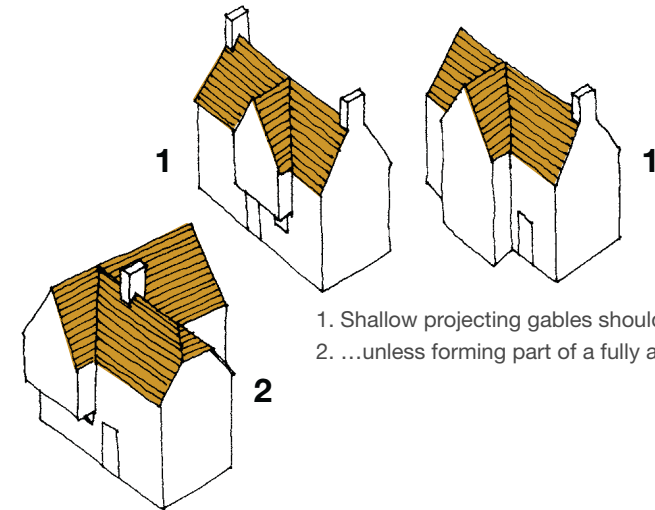 1
1
1. Shallow projecting gables should
2. …unless forming part of a fully a
2